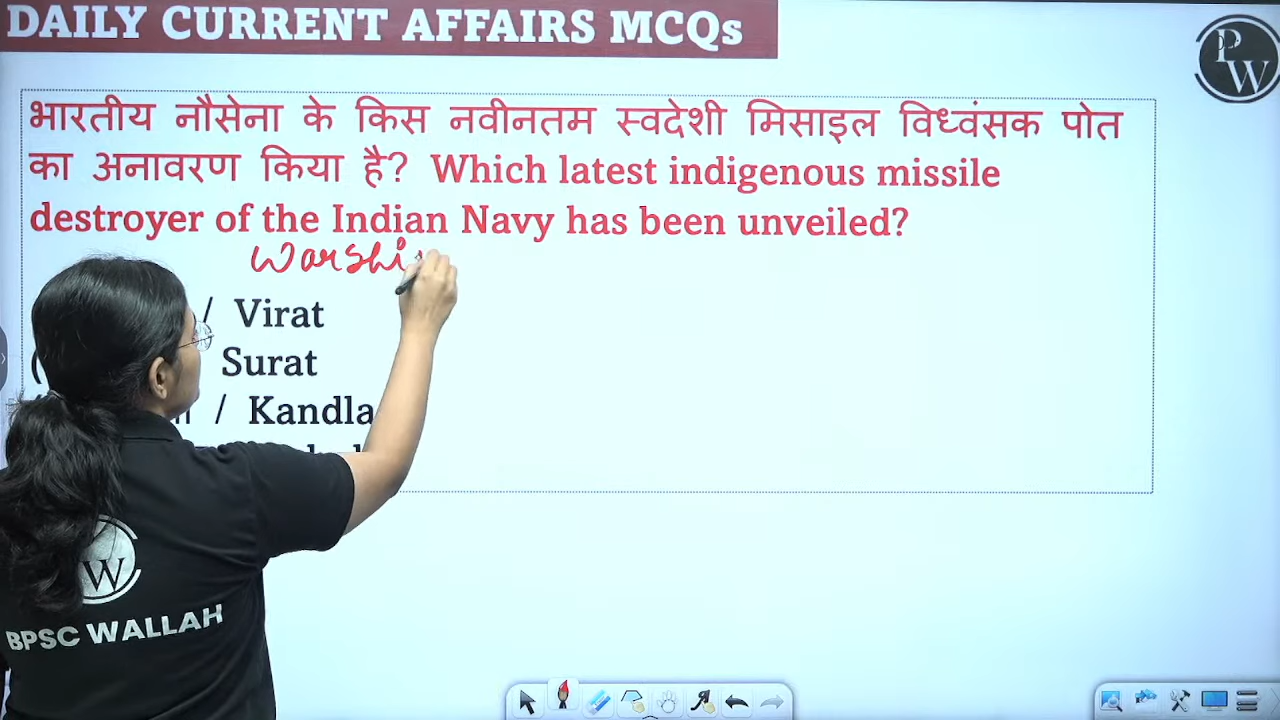 DAILY CURRENT AFFAIRS MCQs
PW
भारतीय नौसेना के किस नवीनतम स्वदेशी मिसाइल विध्वंसक पोत
का अनावरण किया है? Which latest indigenous missile
destroyer of the Indian Navy has been unveiled?
/ Virat
Surat
/ Kandla
W
BPSC WALLAH